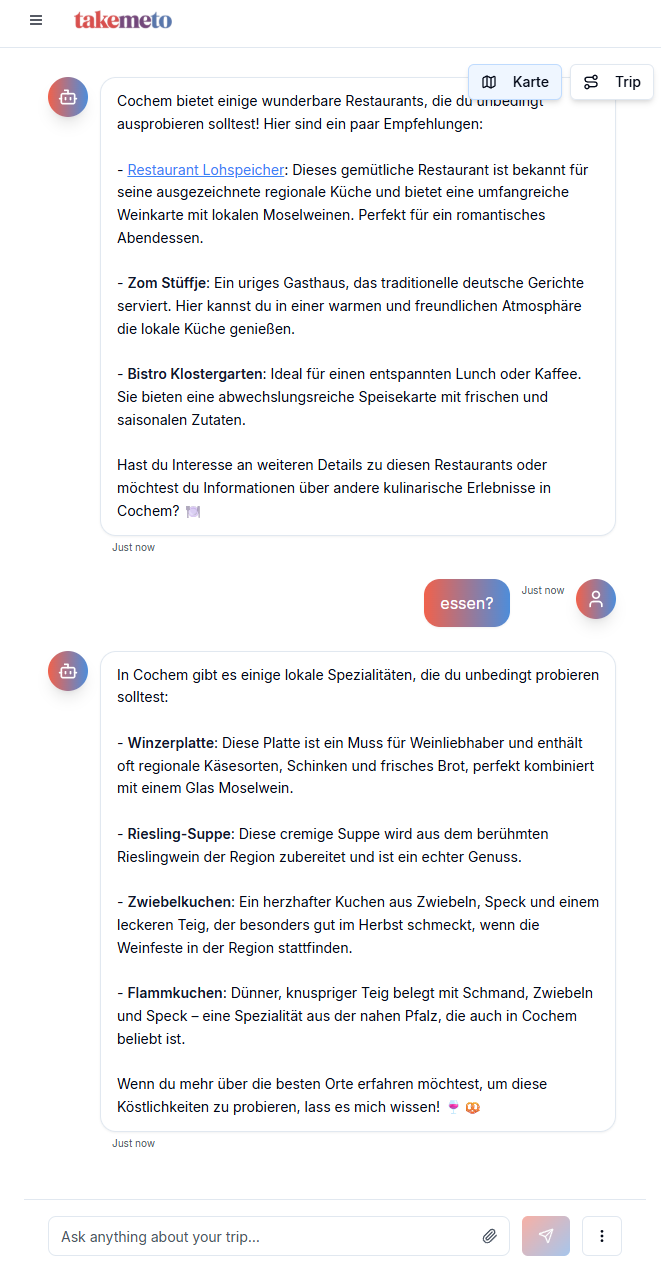 takemeto
Karte
Trip
Cochem bietet einige wunderbare Restaurants, die du unbedingt
ausprobieren solltest! Hier sind ein paar Empfehlungen:
- Restaurant Lohspeicher: Dieses gemütliche Restaurant ist bekannt für
seine ausgezeichnete regionale Küche und bietet eine umfangreiche
Weinkarte mit lokalen Moselweinen. Perfekt für ein romantisches
Abendessen.
- Zom Stüffje: Ein uriges Gasthaus, das traditionelle deutsche Gerichte
serviert. Hier kannst du in einer warmen und freundlichen Atmosphäre
die lokale Küche genießen.
- Bistro Klostergarten: Ideal für einen entspannten Lunch oder Kaffee.
Sie bieten eine abwechslungsreiche Speisekarte mit frischen und
saisonalen Zutaten.
Hast du Interesse an weiteren Details zu diesen Restaurants oder
möchtest du Informationen über andere kulinarische Erlebnisse in
Cochem? 🍽️
Just now
essen?
Just now
In Cochem gibt es einige lokale Spezialitäten, die du unbedingt probieren
solltest:
- Winzerplatte: Diese Platte ist ein Muss für Weinliebhaber und enthält
oft regionale Käsesorten, Schinken und frisches Brot, perfekt kombiniert
mit einem Glas Moselwein.
- Riesling-Suppe: Diese cremige Suppe wird aus dem berühmten
Rieslingwein der Region zubereitet und ist ein echter Genuss.
- Zwiebelkuchen: Ein herzhafter Kuchen aus Zwiebeln, Speck und einem
leckeren Teig, der besonders gut im Herbst schmeckt, wenn die
Weinfeste in der Region stattfinden.
- Flammkuchen: Dünner, knuspriger Teig belegt mit Schmand, Zwiebeln
und Speck – eine Spezialität aus der nahen Pfalz, die auch in Cochem
beliebt ist.
Wenn du mehr über die besten Orte erfahren möchtest, um diese
Köstlichkeiten zu probieren, lass es mich wissen! 🍷 🥨
Just now
Ask anything about your trip...